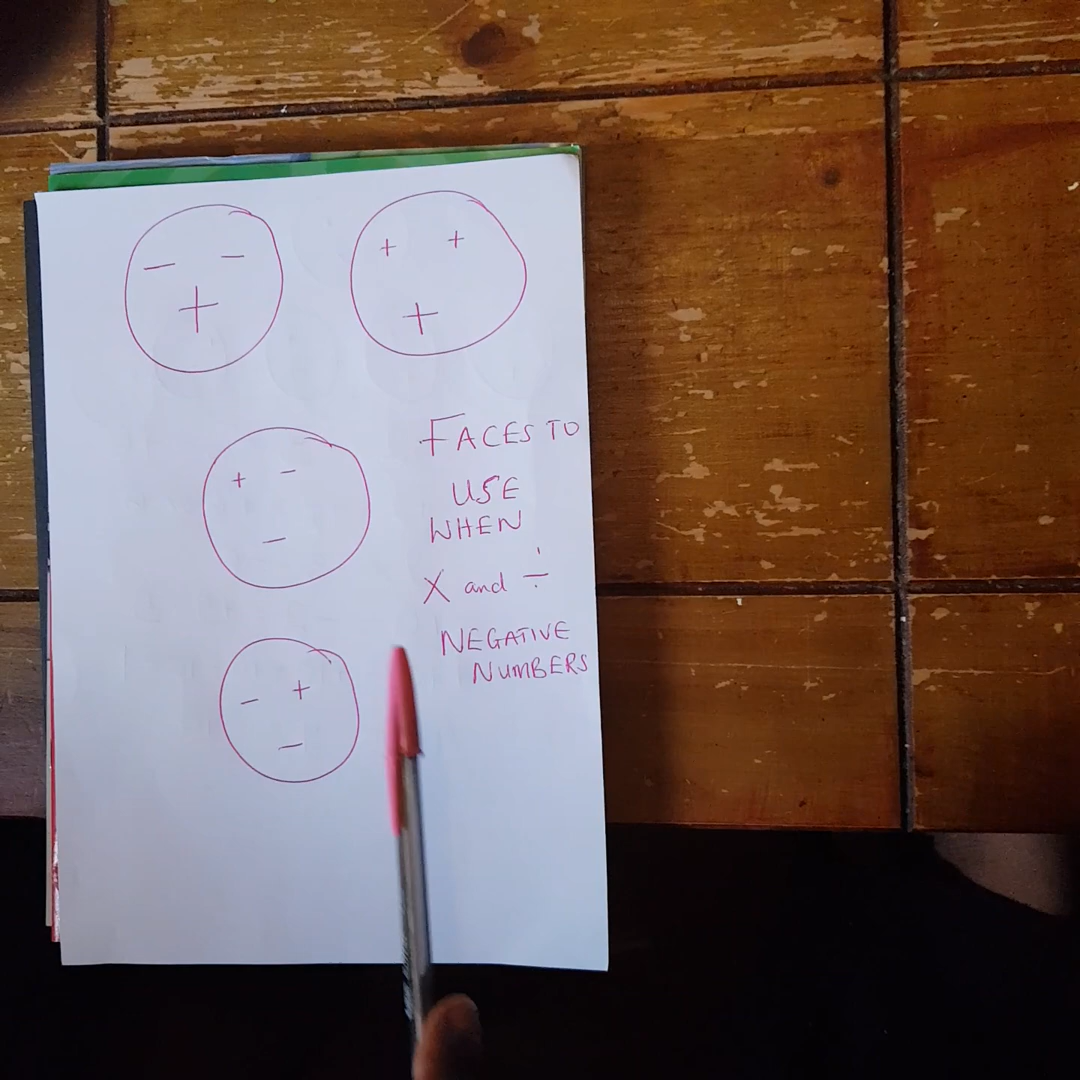 − −
+
+ +
+
+ −
−
FACES TO
USE
WHEN
X and ÷
NEGATIVE
NUMBERS
− +
−